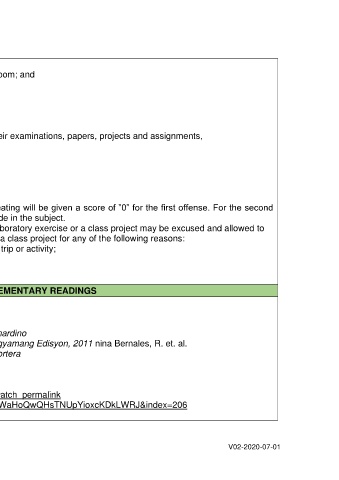 oom; and
eir examinations, papers, projects and assignments,
ating will be given a score of "0" for the first offense. For the second
de in the subject.
boratory exercise or a class project may be excused and allowed to
a class project for any of the following reasons:
trip or activity;
EMENTARY READINGS
nardino
gyamang Edisyon, 2011 nina Bernales, R. et. al.
ortera
atch_permalink
WaHoQwQHsTNUpYioxcKDkLWRJ&index=206
V02-2020-07-01